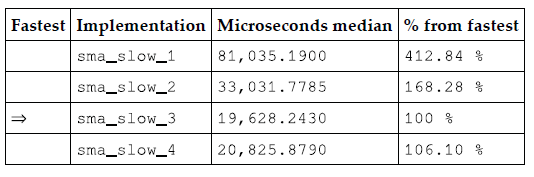 Fastest Implementation Microseconds median % from fastest
sma_slow_1 81,035.1900 412.84 %
sma_slow_2 33,031.7785 168.28 %
⇒ sma_slow_3 19,628.2430 100 %
sma_slow_4 20,825.8790 106.10 %